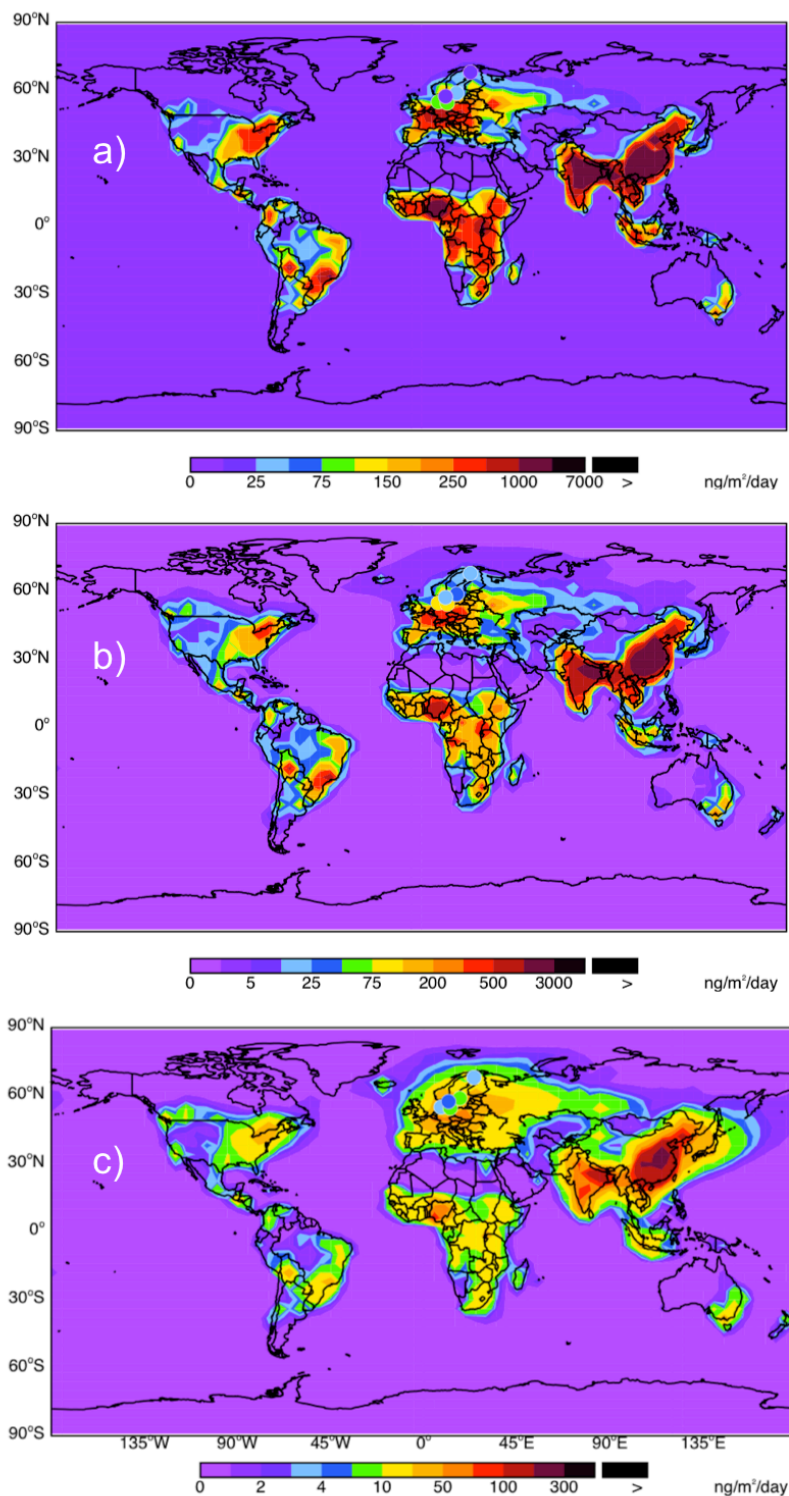 90°N
60°N
30°N
0°
30°S
60°S
90°S
a)
0 25 75 150 250 1000 7000 > ng/m²/day
90°N
60°N
30°N
0°
30°S
60°S
90°S
b)
0 5 25 75 200 500 3000 > ng/m²/day
90°N
60°N
30°N
0°
30°S
60°S
90°S
c)
135°W 90°W 45°W 0° 45°E 90°E 135°E
0 2 4 10 50 100 300 > ng/m²/day